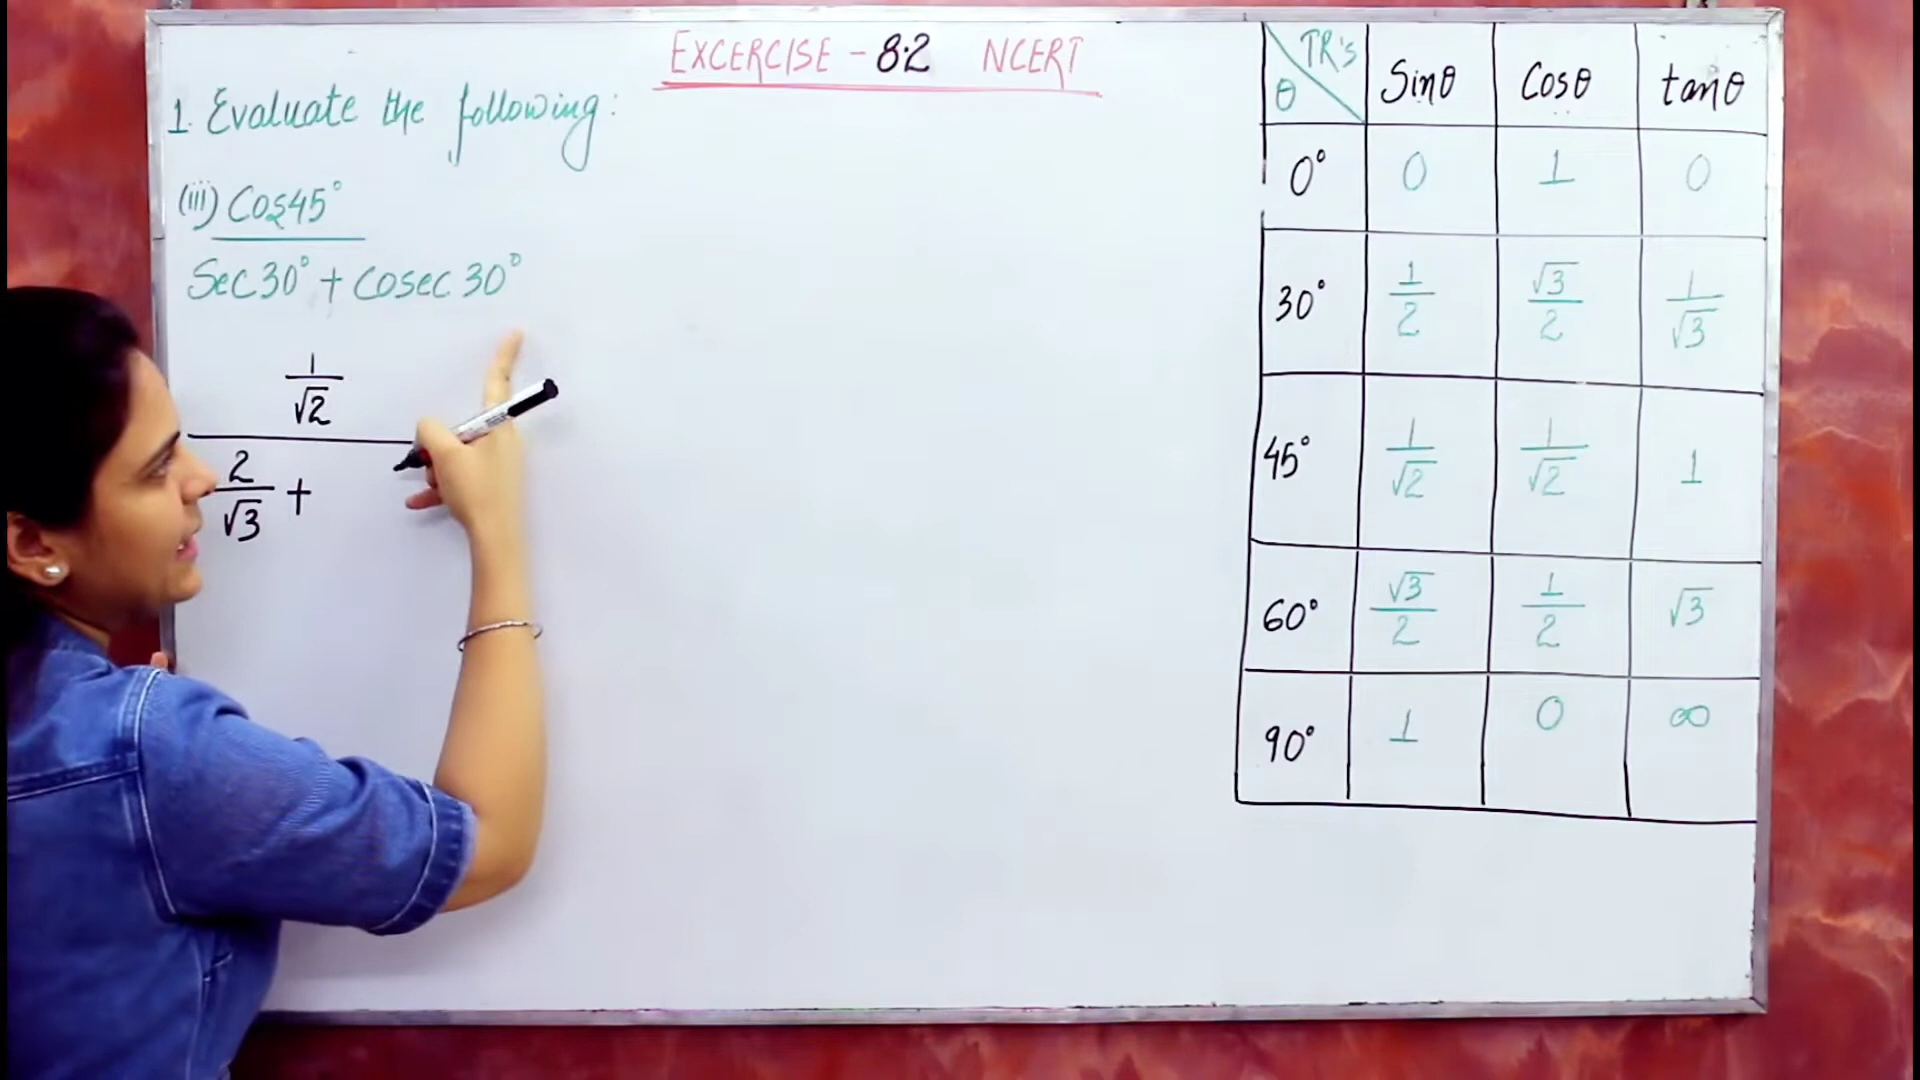 EXCERCISE - 8.2 NCERT
1. Evaluate the following:
(iii) Cos45°
Sec30° + Cosec 30°
1
√2
2 +
√3
TR's
θ Sinθ Cosθ tanθ
0° 0 1 0
30° 1/2 √3/2 1/√3
45° 1/√2 1/√2 1
60° √3/2 1/2 √3
90° 1 0 ∞